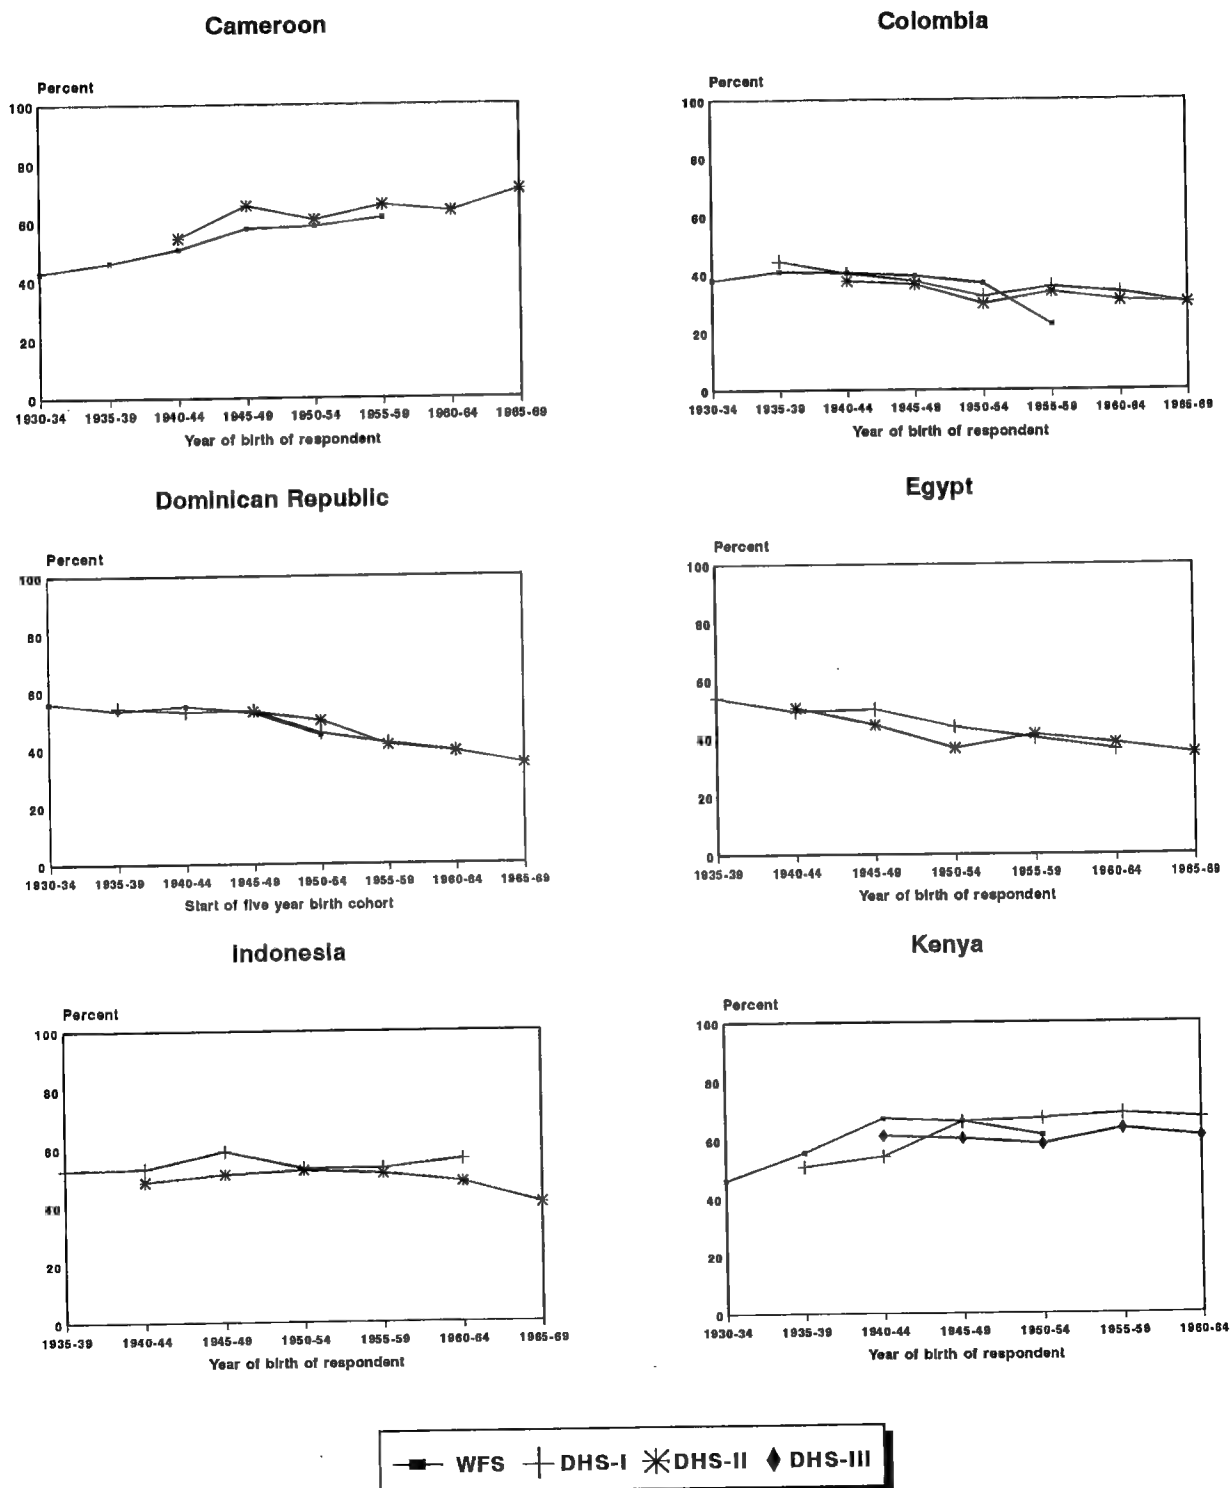 Cameroon
Percent
100
80
60
40
20
0
1930-34 1935-39 1940-44 1945-49 1950-54 1955-59 1960-64 1965-69
Year of birth of respondent
Colombia
Percent
100
80
60
40
20
0
1930-34 1935-39 1940-44 1945-49 1950-54 1955-59 1960-64 1965-69
Year of birth of respondent
Dominican Republic
Percent
100
80
60
40
20
0
1930-34 1935-39 1940-44 1945-49 1950-64 1955-59 1960-64 1965-69
Start of five year birth cohort
Egypt
Percent
100
80
60
40
20
0
1935-39 1940-44 1945-49 1950-54 1955-59 1960-64 1965-69
Year of birth of respondent
Indonesia
Percent
100
80
60
40
20
0
1935-39 1940-44 1945-49 1950-54 1955-59 1960-64 1965-69
Year of birth of respondent
Kenya
Percent
100
80
60
40
20
0
1930-34 1935-39 1940-44 1945-49 1950-54 1955-59 1960-64
Year of birth of respondent
WFS DHS-I DHS-II DHS-III